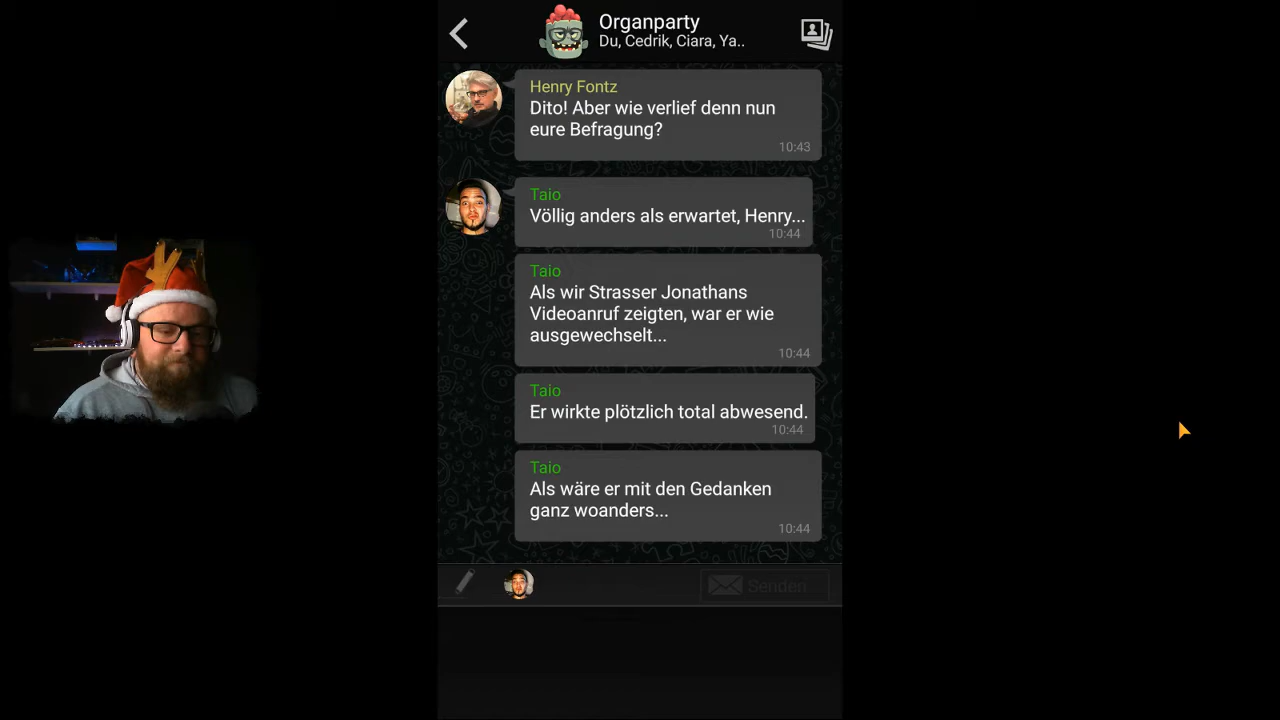 Organparty
Du, Cedrik, Ciara, Ya..
Henry Fontz
Dito! Aber wie verlief denn nun
eure Befragung?
10:43
Taio
Völlig anders als erwartet, Henry...
10:44
Taio
Als wir Strasser Jonathans
Videoanruf zeigten, war er wie
ausgewechselt...
10:44
Taio
Er wirkte plötzlich total abwesend.
10:44
Taio
Als wäre er mit den Gedanken
ganz woanders...
10:44
Senden